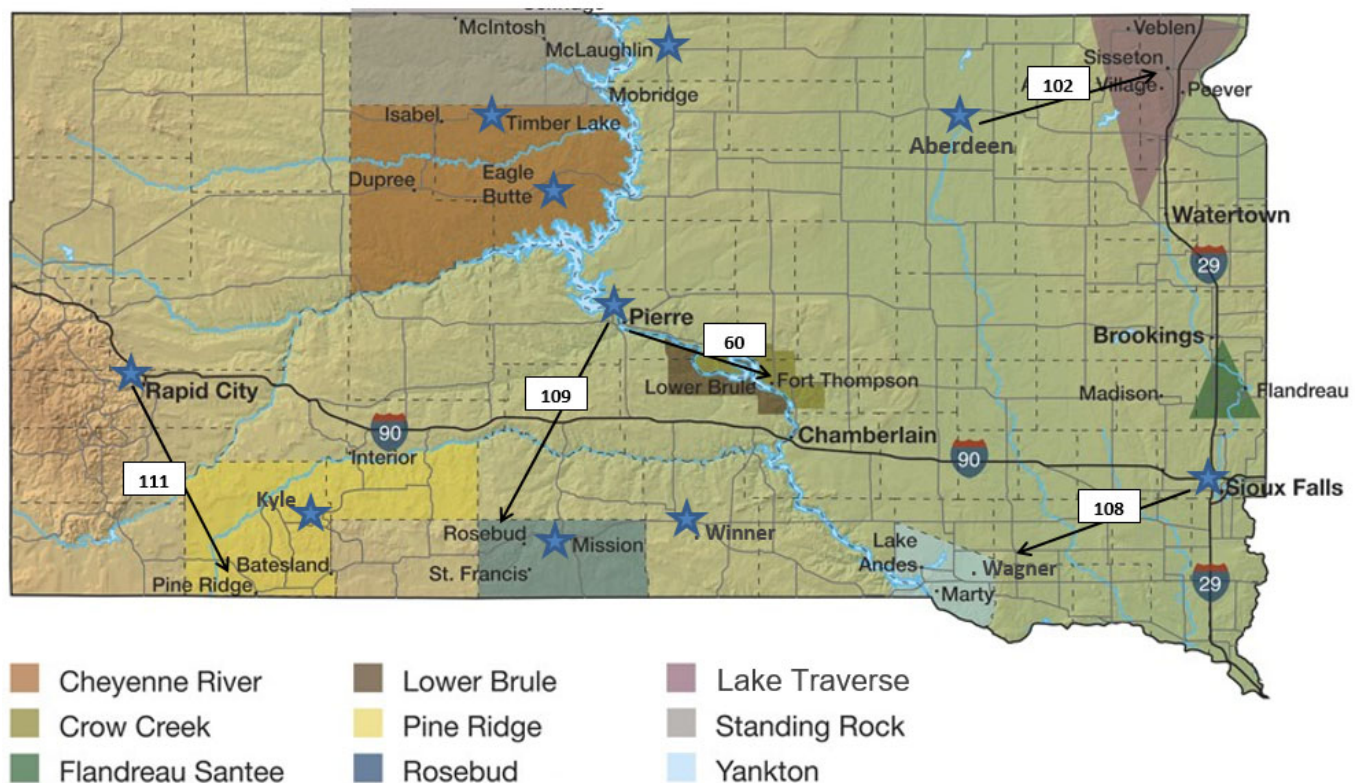 McIntosh
McLaughlin
Mobridge
Isabel
Timber Lake
Dupree
Eagle
Butte
Veblen
Sisseton
102
Village
Peever
Aberdeen
Watertown
29
Pierre
60
Brookings
Lower Brule
Fort Thompson
Madison
Flandreau
Rapid City
109
90
Chamberlain
90
Interior
111
Kyle
Sioux Falls
108
Rosebud
Mission
Winner
Lake
Andes
Wagner
Batesland
St. Francis
Pine Ridge
Marty
29
Cheyenne River
Lower Brule
Lake Traverse
Crow Creek
Pine Ridge
Standing Rock
Flandreau Santee
Rosebud
Yankton